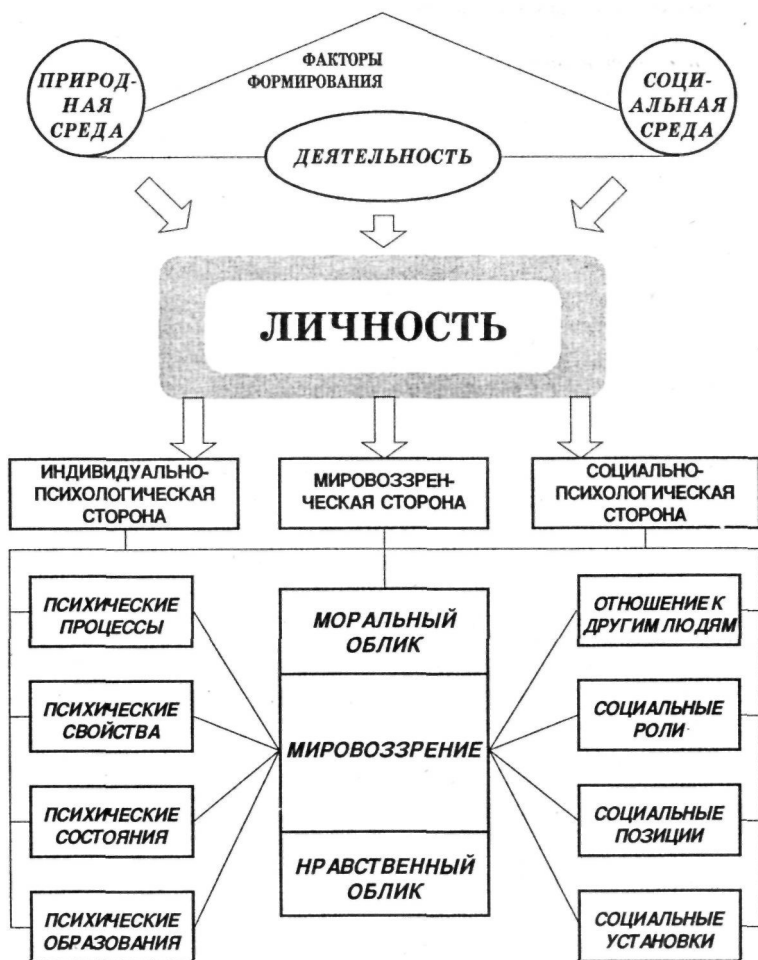 ФАКТОРЫ
ФОРМИРОВАНИЯ
ПРИРОД-
НАЯ
СРЕДА
СОЦИ-
АЛЬНАЯ
СРЕДА
ДЕЯТЕЛЬНОСТЬ
ЛИЧНОСТЬ
ИНДИВИДУАЛЬНО-
ПСИХОЛОГИЧЕСКАЯ
СТОРОНА
МИРОВОЗЗРЕН-
ЧЕСКАЯ СТОРОНА
СОЦИАЛЬНО-
ПСИХОЛОГИЧЕСКАЯ
СТОРОНА
ПСИХИЧЕСКИЕ
ПРОЦЕССЫ
ПСИХИЧЕСКИЕ
СВОЙСТВА
ПСИХИЧЕСКИЕ
СОСТОЯНИЯ
ПСИХИЧЕСКИЕ
ОБРАЗОВАНИЯ
МОРАЛЬНЫЙ
ОБЛИК
МИРОВОЗЗРЕНИЕ
НРАВСТВЕННЫЙ
ОБЛИК
ОТНОШЕНИЕ К
ДРУГИМ ЛЮДЯМ
СОЦИАЛЬНЫЕ
РОЛИ
СОЦИАЛЬНЫЕ
ПОЗИЦИИ
СОЦИАЛЬНЫЕ
УСТАНОВКИ